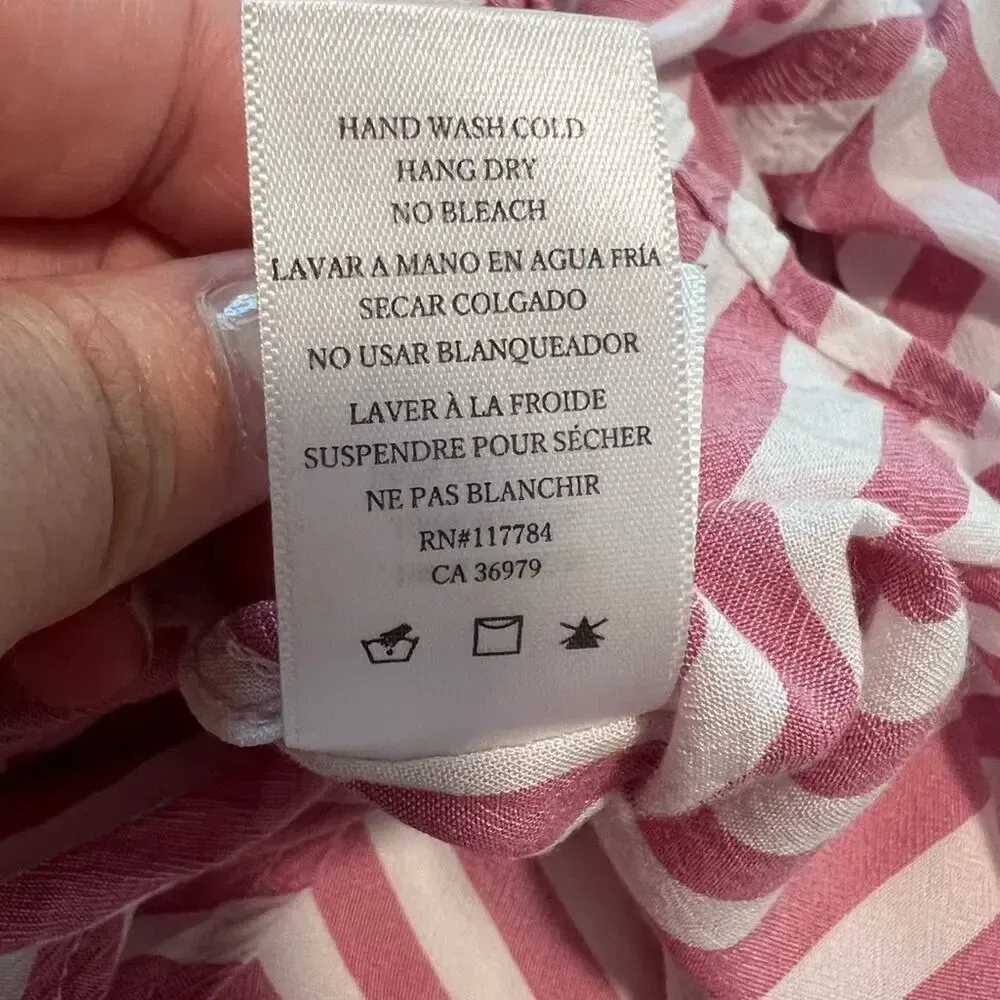 HAND WASH COLD
HANG DRY
NO BLEACH
LAVAR A MANO EN AGUA FRÍA
SECAR COLGADO
NO USAR BLANQUEADOR
LAVER À LA FROIDE
SUSPENDRE POUR SÉCHER
NE PAS BLANCHIR
RN#117784
CA 36979